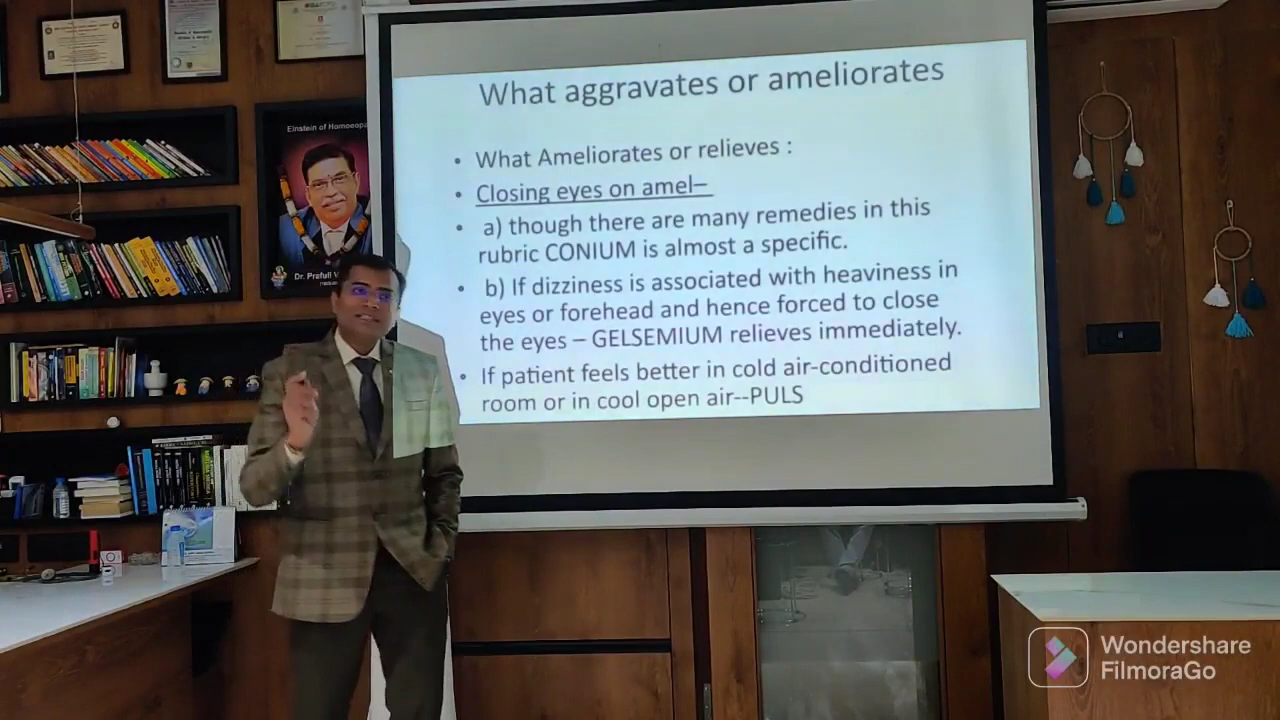 What aggravates or ameliorates
• What Ameliorates or relieves :
• Closing eyes on amel–
• a) though there are many remedies in this
rubric CONIUM is almost a specific.
• b) If dizziness is associated with heaviness in
eyes or forehead and hence forced to close
the eyes – GELSEMIUM relieves immediately.
• If patient feels better in cold air-conditioned
room or in cool open air--PULS
Einstein of Homoeopa
Dr. Prafull V
Wondershare
FilmoraGo